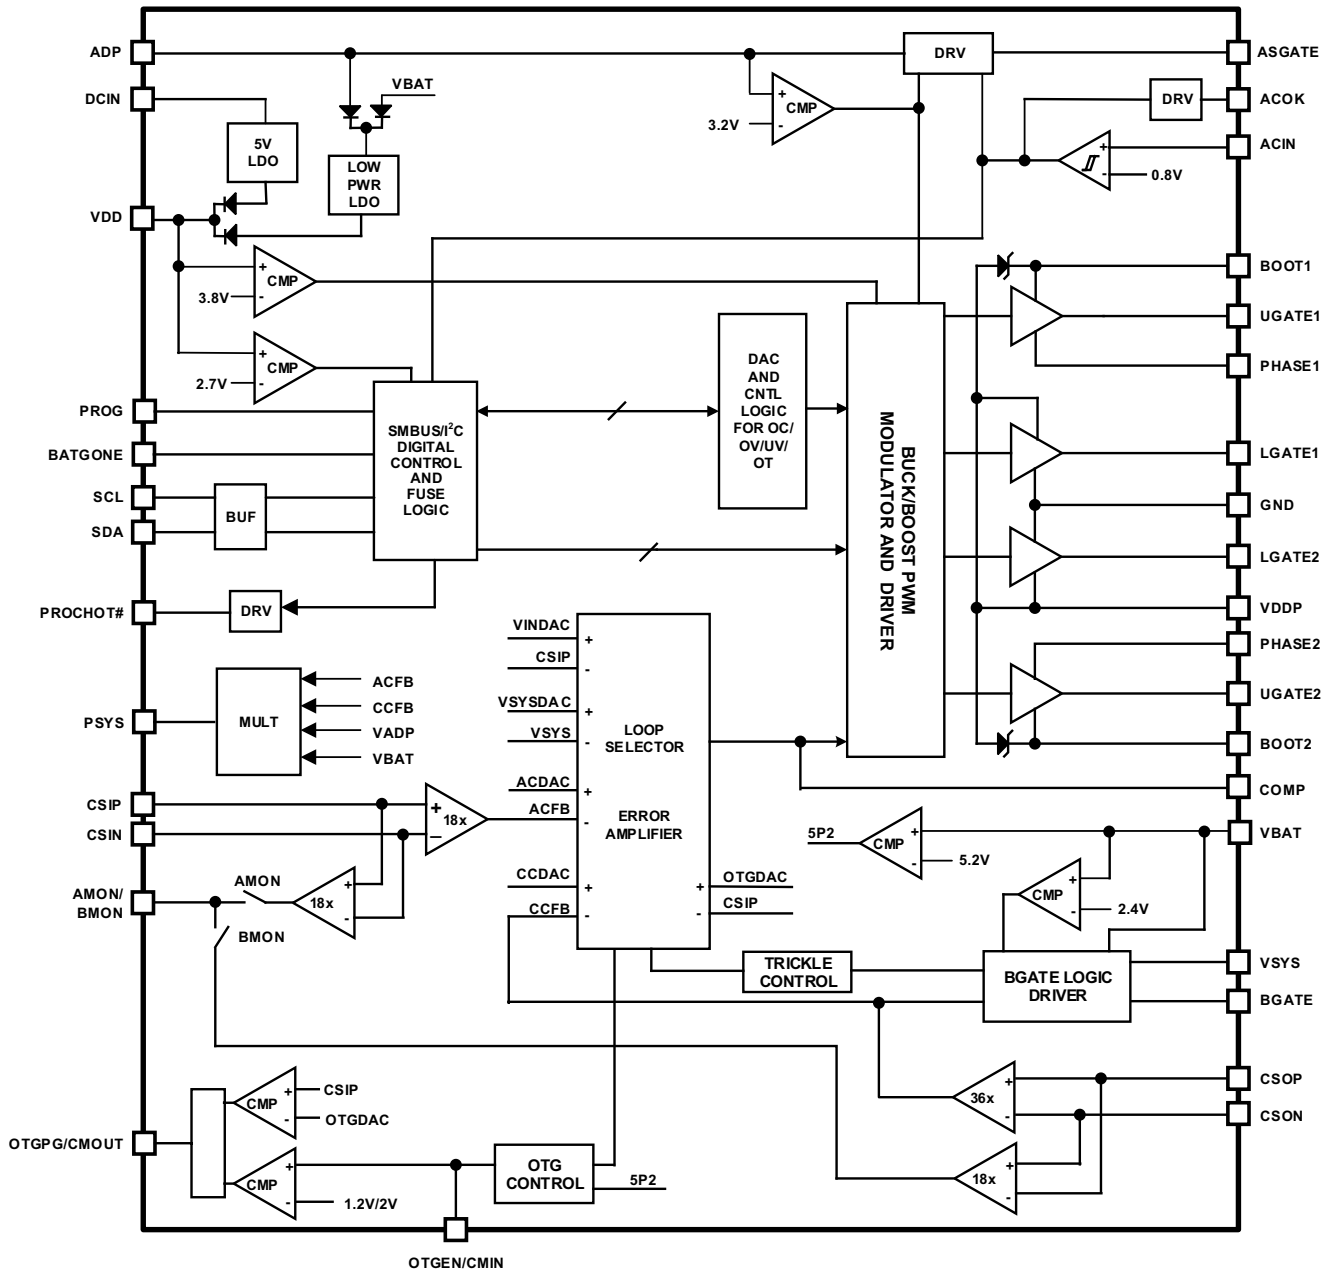 ADP
DCIN
VDD
PROG
BATGONE
SCL
SDA
PROCHOT#
PSYS
CSIP
CSIN
AMON/
BMON
OTGPG/CMOUT
OTGEN/CMIN
ASGATE
ACOK
ACIN
BOOT1
UGATE1
PHASE1
LGATE1
GND
LGATE2
VDDP
PHASE2
UGATE2
BOOT2
COMP
VBAT
VSYS
BGATE
CSOP
CSON
VBAT
5V
LDO
LOW
PWR
LDO
+
CMP
3.2V
-
DRV
DRV
+
-
0.8V
+
CMP
3.8V
-
+
CMP
2.7V
-
SMBUS/I²C
DIGITAL
CONTROL
AND
FUSE
LOGIC
BUF
DRV
DAC
AND
CNTL
LOGIC
FOR OC/
OV/UV/
OT
BUCK/BOOST PWM
MODULATOR AND DRIVER
MULT
ACFB
CCFB
VADP
VBAT
VINDAC
+
CSIP
-
VSYSDAC
+
VSYS
-
ACDAC
+
ACFB
-
CCDAC
+
CCFB
-
LOOP
SELECTOR
ERROR
AMPLIFIER
+
OTGDAC
-
CSIP
+
18x
–
AMON
18x
+
-
BMON
5P2
CMP
+
-
5.2V
CMP
+
-
2.4V
TRICKLE
CONTROL
BGATE LOGIC
DRIVER
36x
+
-
18x
+
-
CMP
+
CSIP
-
OTGDAC
CMP
+
-
1.2V/2V
OTG
CONTROL
5P2